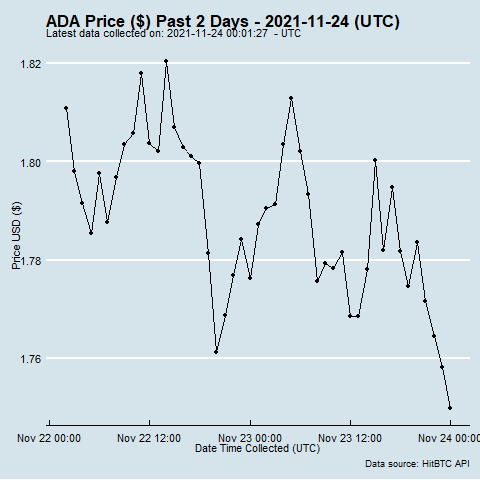 ADA Price ($) Past 2 Days - 2021-11-24 (UTC)
Latest data collected on: 2021-11-24 00:01:27  - UTC
1.82
1.80
1.78
1.76
Price USD ($)
Nov 22 00:00 Nov 22 12:00 Nov 23 00:00 Nov 23 12:00 Nov 24 00:00
Date Time Collected (UTC)
Data source: HitBTC API